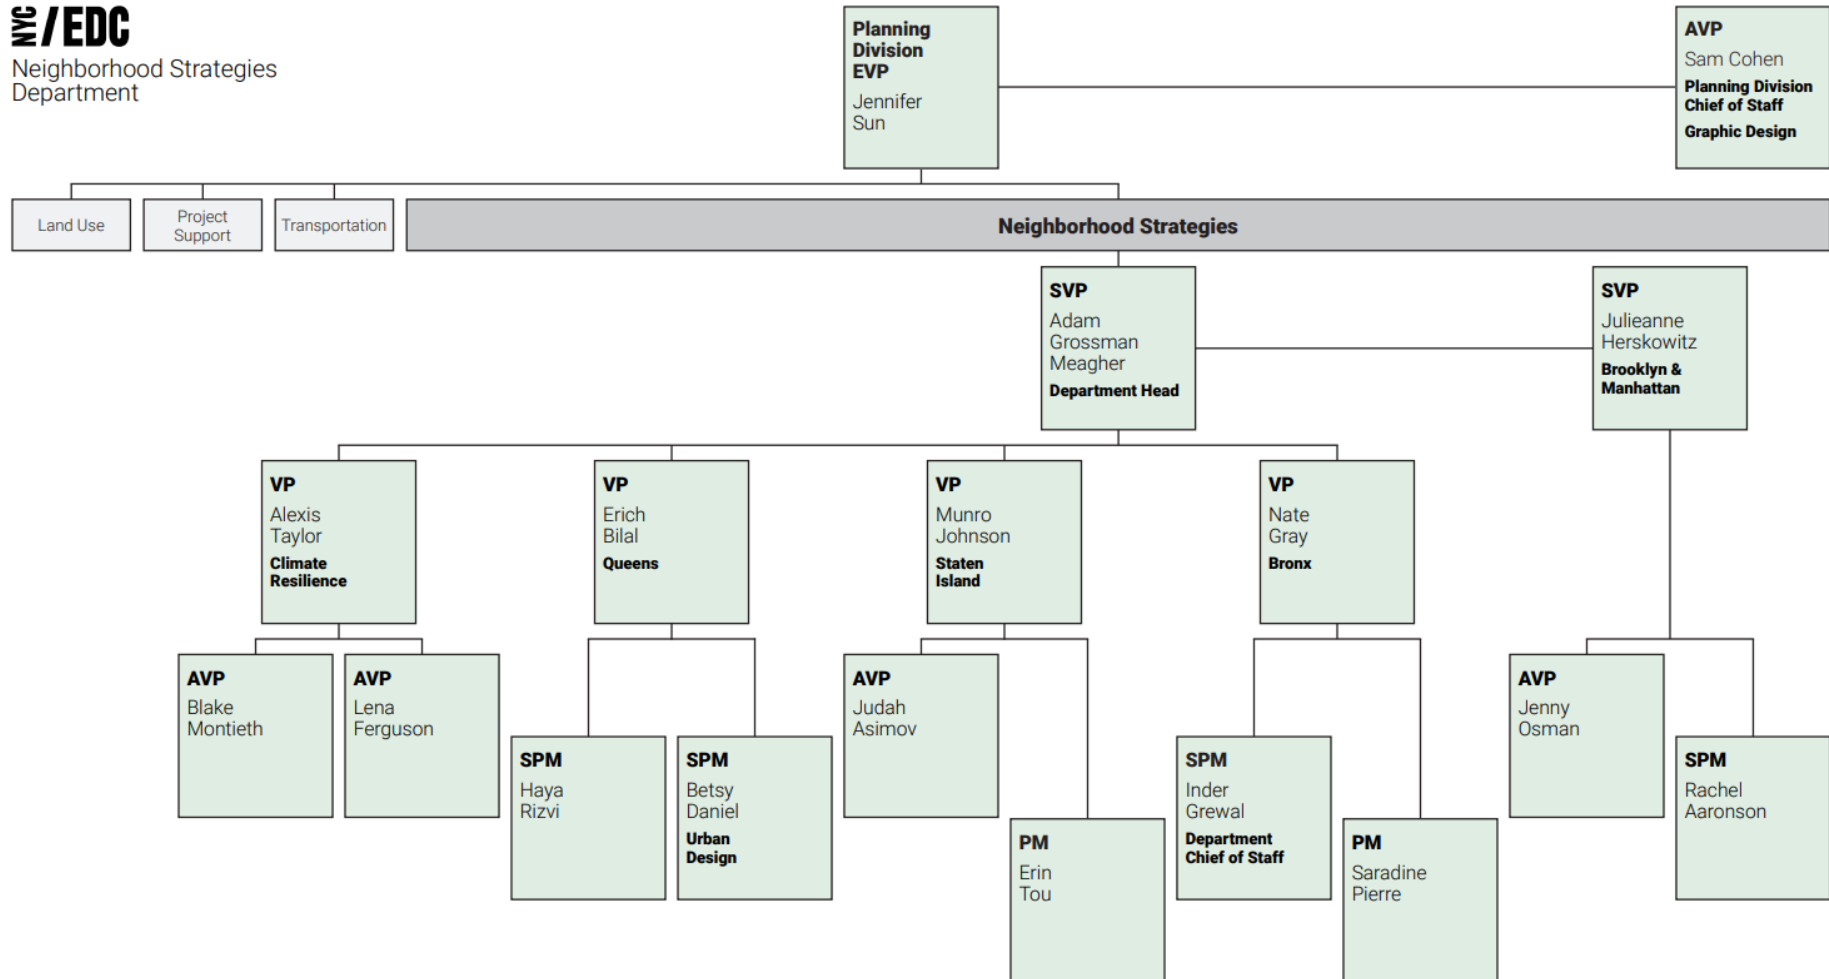 NYC/EDC
Neighborhood Strategies
Department
Planning
Division
EVP
Jennifer
Sun
AVP
Sam Cohen
Planning Division
Chief of Staff
Graphic Design
Land Use
Project
Support
Transportation
Neighborhood Strategies
SVP
Adam
Grossman
Meagher
Department Head
SVP
Julieanne
Herskowitz
Brooklyn &
Manhattan
VP
Alexis
Taylor
Climate
Resilience
VP
Erich
Bilal
Queens
VP
Munro
Johnson
Staten
Island
VP
Nate
Gray
Bronx
AVP
Blake
Montieth
AVP
Lena
Ferguson
SPM
Haya
Rizvi
SPM
Betsy
Daniel
Urban
Design
AVP
Judah
Asimov
PM
Erin
Tou
SPM
Inder
Grewal
Department
Chief of Staff
PM
Saradine
Pierre
AVP
Jenny
Osman
SPM
Rachel
Aaronson